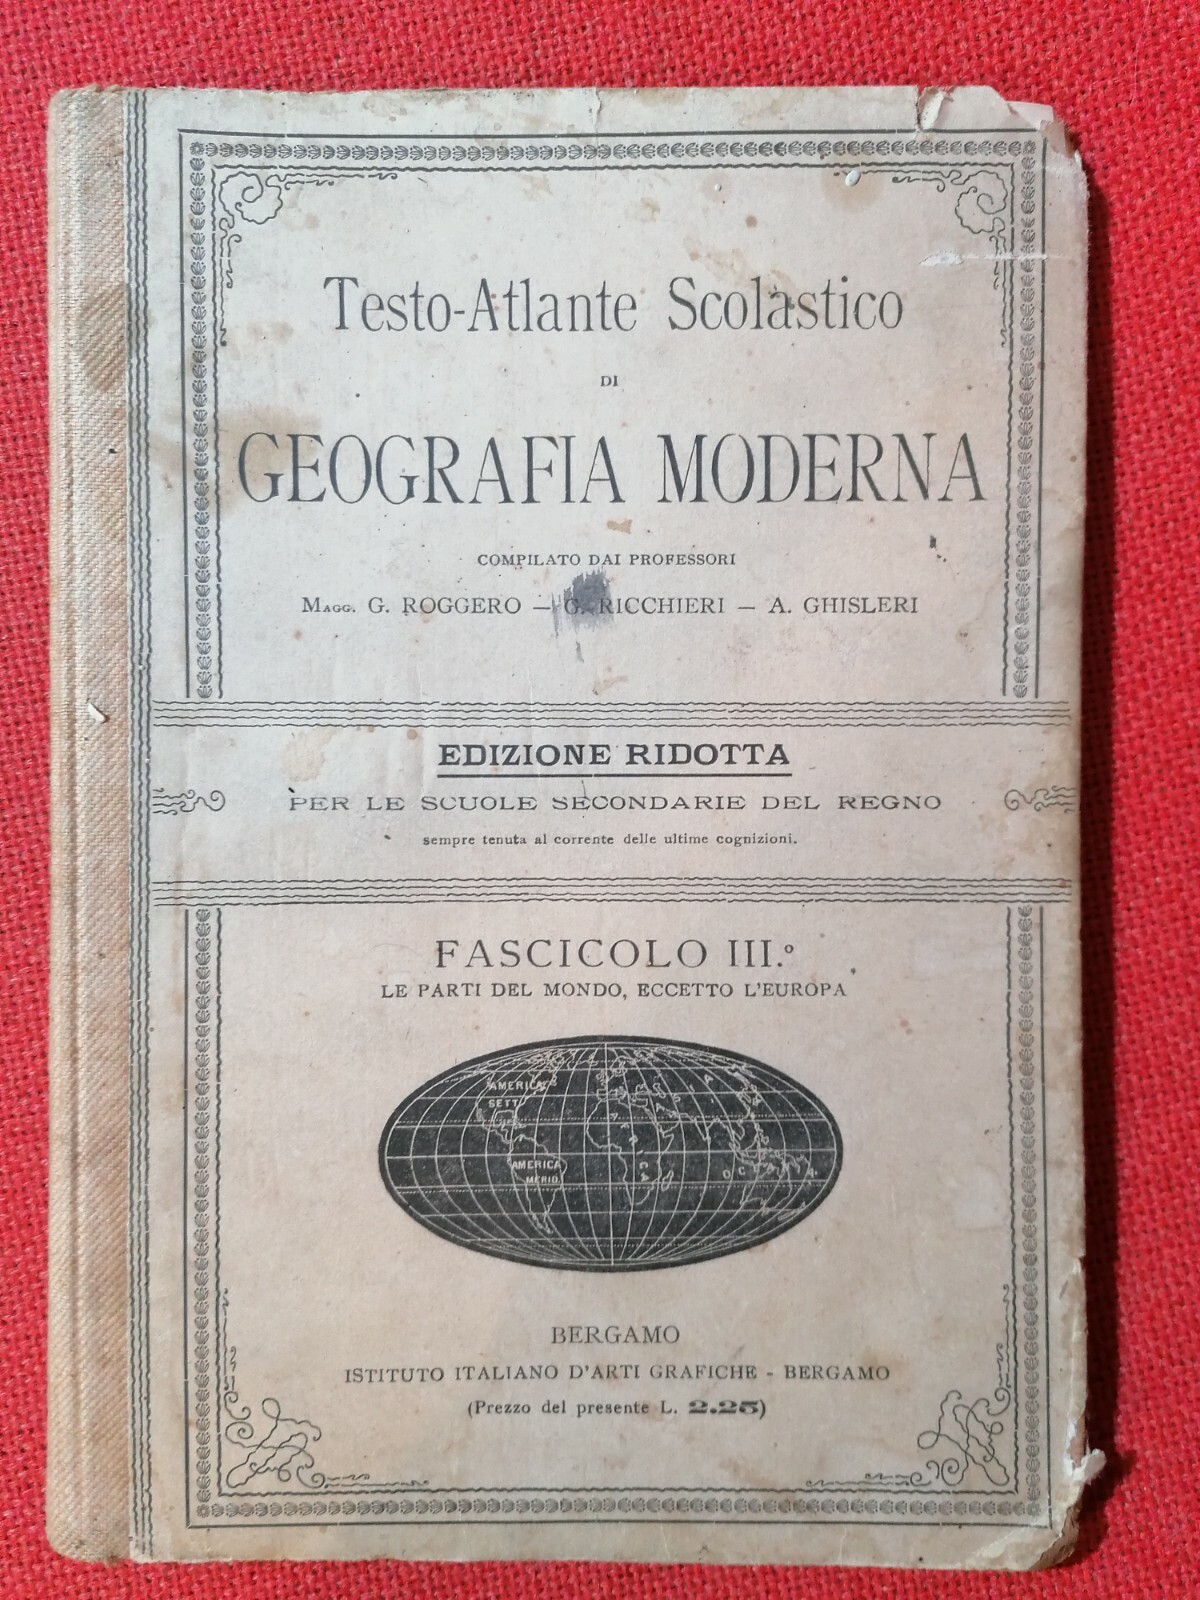 Testo-Atlante Scolastico
DI
GEOGRAFIA MODERNA
COMPILATO DAI PROFESSORI
Magg. G. ROGGERO — G. RICCHIERI — A. GHISLERI
EDIZIONE RIDOTTA
PER LE SCUOLE SECONDARIE DEL REGNO
sempre tenuta al corrente delle ultime cognizioni.
FASCICOLO III.°
LE PARTI DEL MONDO, ECCETTO L'EUROPA
AMERICA
SETT
AMERICA
MERID.
BERGAMO
ISTITUTO ITALIANO D'ARTI GRAFICHE - BERGAMO
(Prezzo del presente L. 2.25)